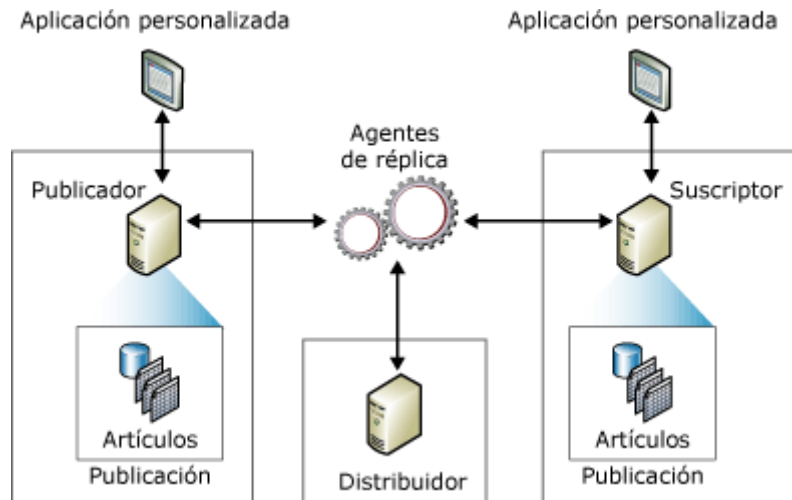 Aplicación personalizada
Aplicación personalizada
Agentes
de réplica
Publicador
Suscriptor
Artículos
Publicación
Distribuidor
Artículos
Publicación